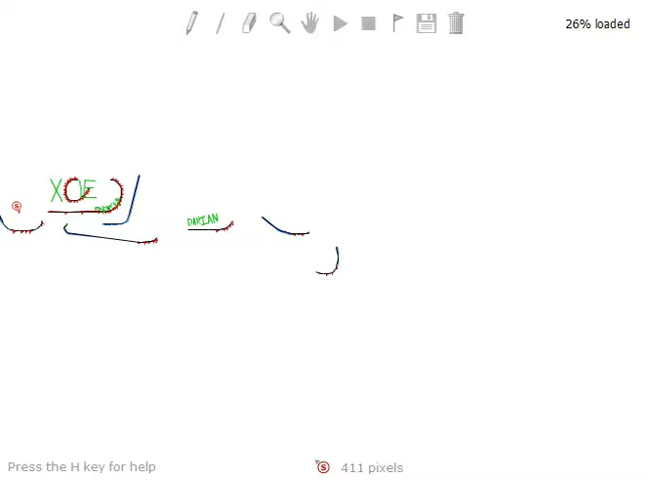 26% loaded
XOE
DARIAN
Press the H key for help
411 pixels